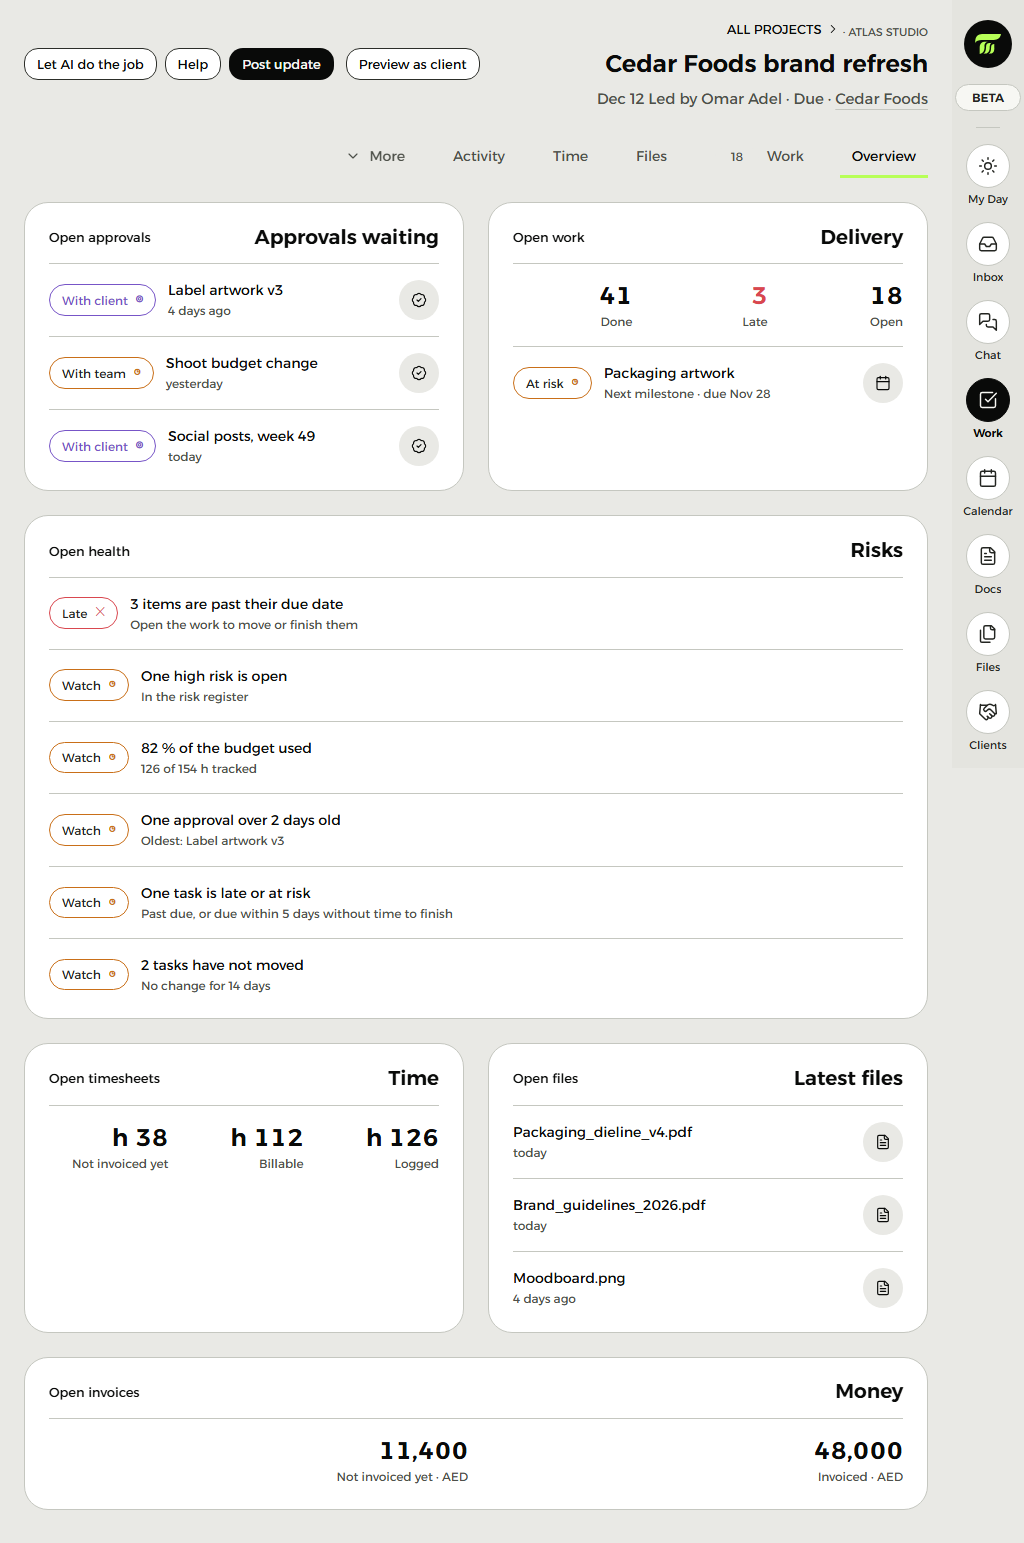 ALL PROJECTS > · ATLAS STUDIO
Cedar Foods brand refresh
Dec 12 Led by Omar Adel · Due · Cedar Foods
Let AI do the job
Help
Post update
Preview as client
More
Activity
Time
Files
18 Work
Overview
Open approvals
Approvals waiting
With client
Label artwork v3
4 days ago
With team
Shoot budget change
yesterday
With client
Social posts, week 49
today
Open work
Delivery
41
Done
3
Late
18
Open
At risk
Packaging artwork
Next milestone · due Nov 28
Open health
Risks
Late
3 items are past their due date
Open the work to move or finish them
Watch
One high risk is open
In the risk register
Watch
82 % of the budget used
126 of 154 h tracked
Watch
One approval over 2 days old
Oldest: Label artwork v3
Watch
One task is late or at risk
Past due, or due within 5 days without time to finish
Watch
2 tasks have not moved
No change for 14 days
Open timesheets
Time
h 38
Not invoiced yet
h 112
Billable
h 126
Logged
Open files
Latest files
Packaging_dieline_v4.pdf
today
Brand_guidelines_2026.pdf
today
Moodboard.png
4 days ago
Open invoices
Money
11,400
Not invoiced yet · AED
48,000
Invoiced · AED
BETA
My Day
Inbox
Chat
Work
Calendar
Docs
Files
Clients